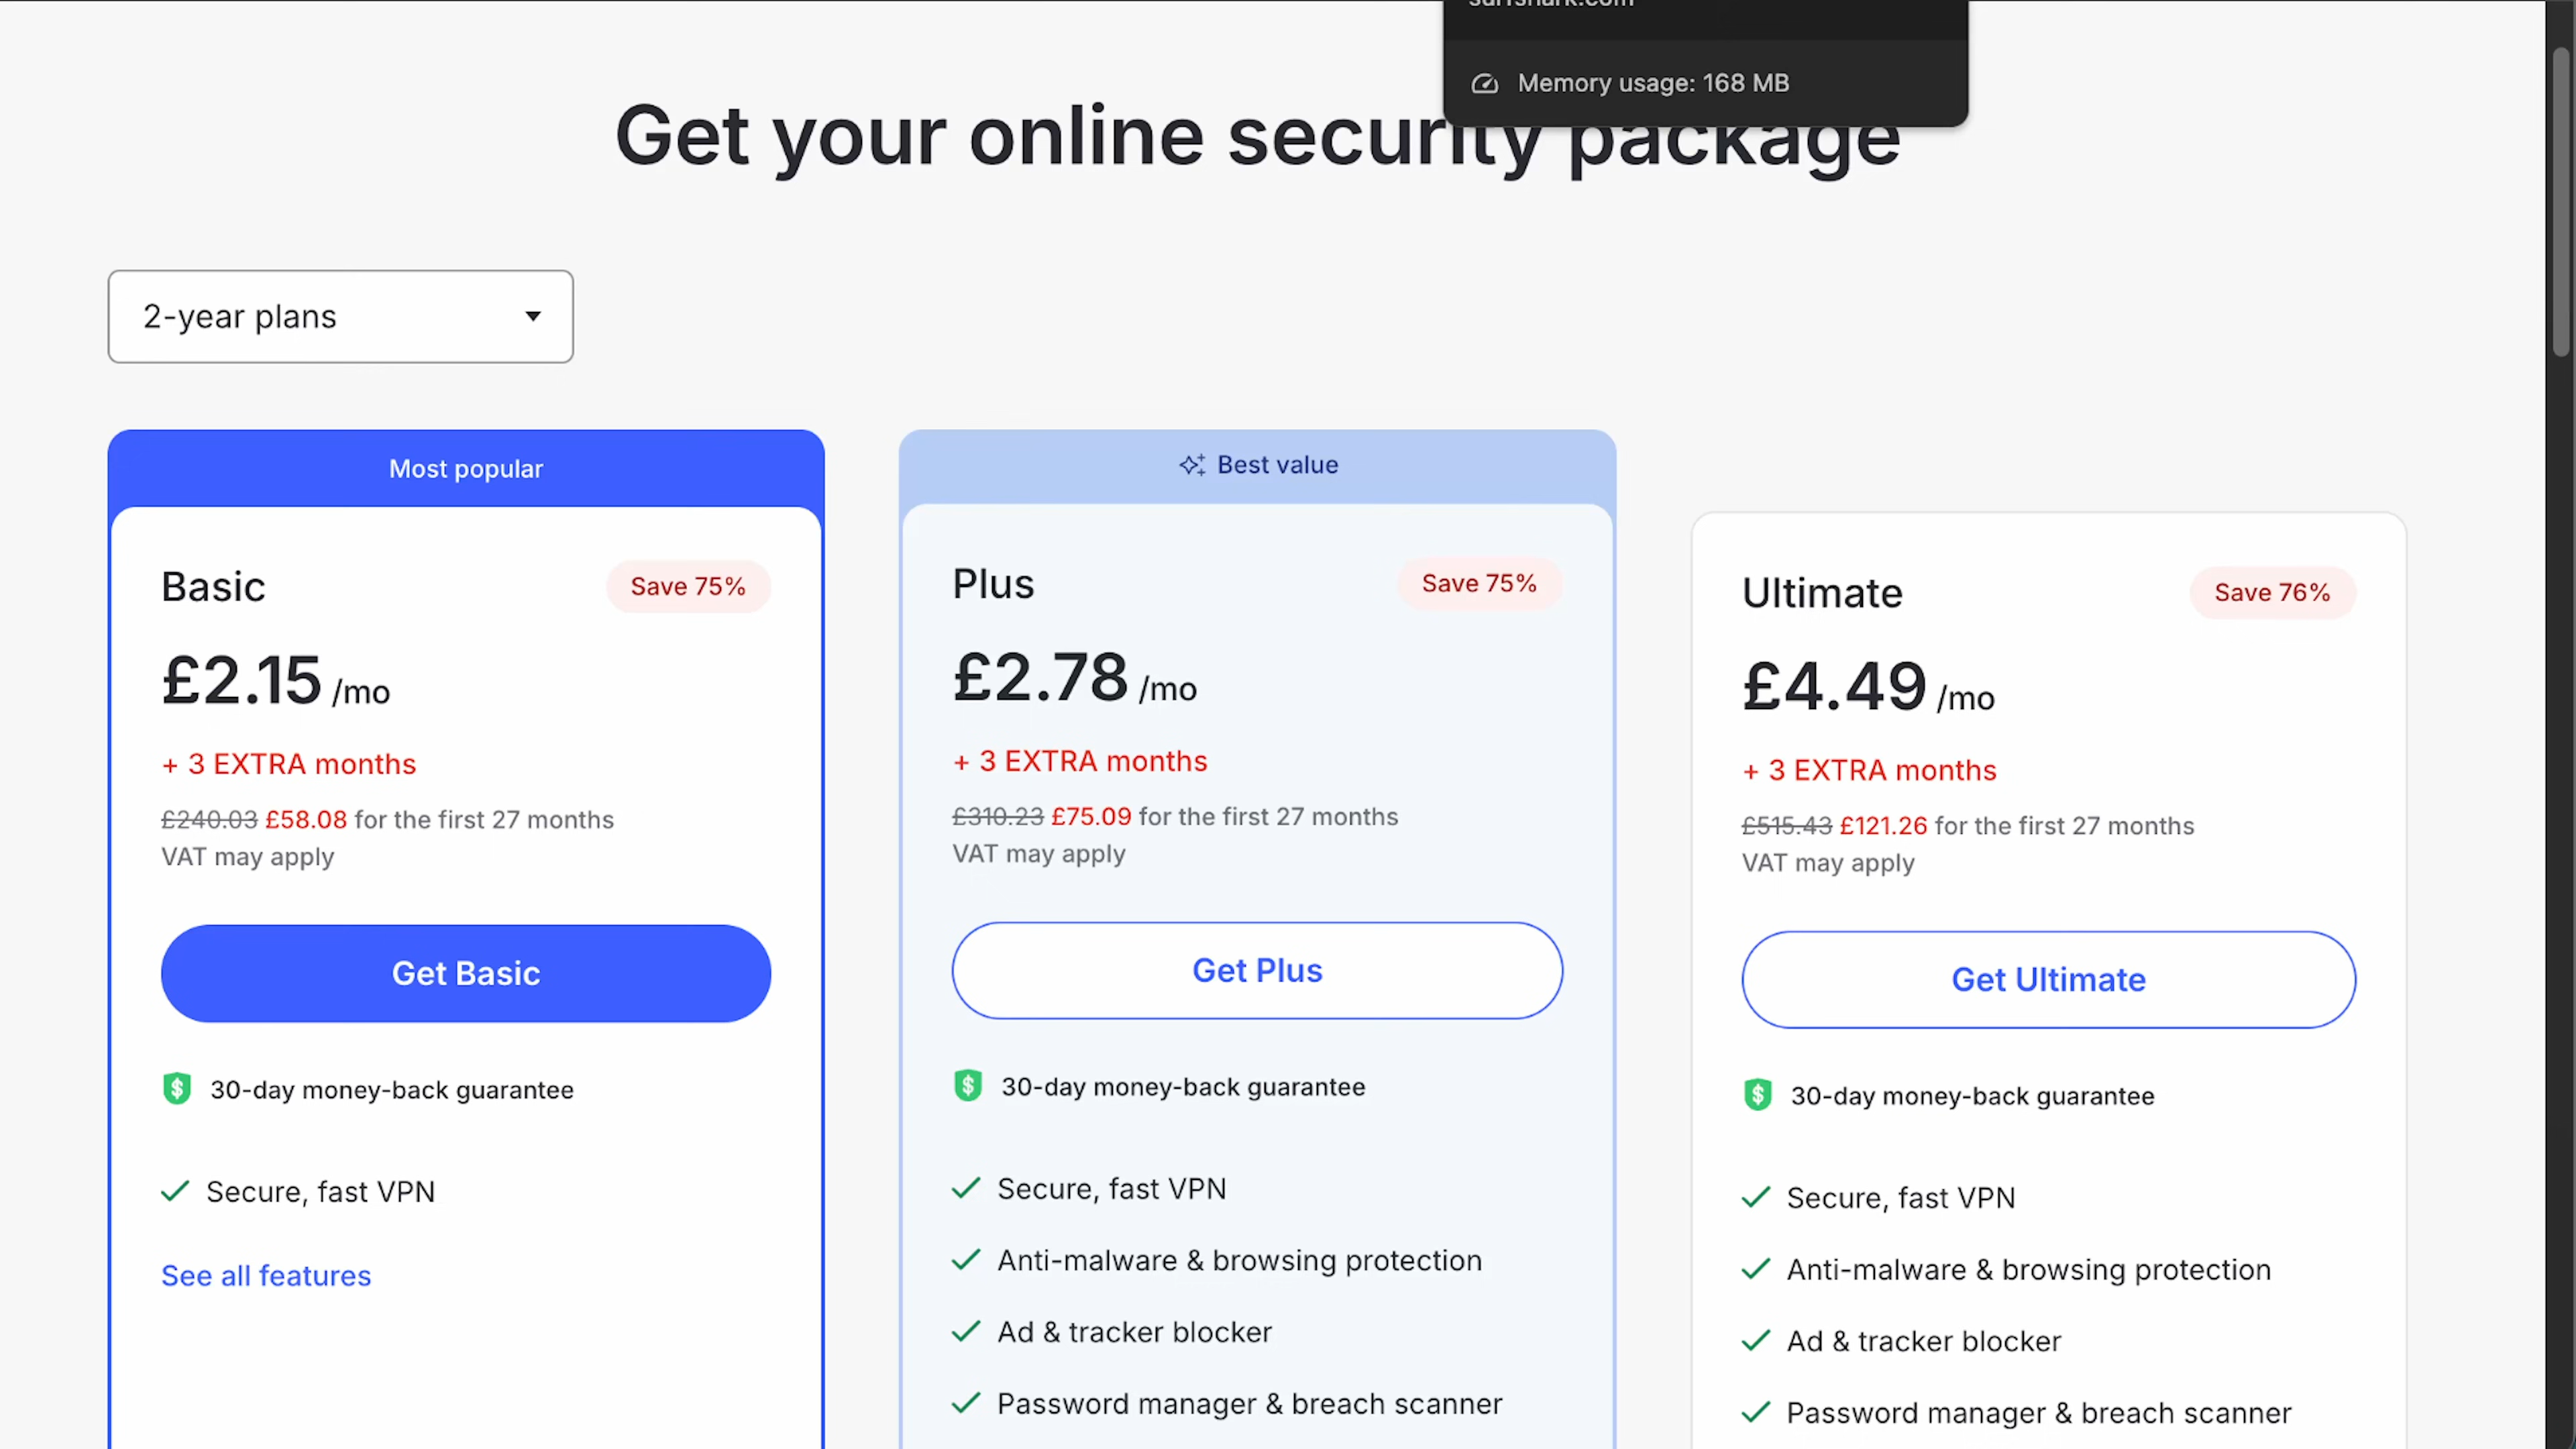 surfshark.com
Memory usage: 168 MB
Get your online security package
2-year plans
Most popular
Basic
Save 75%
£2.15 /mo
+ 3 EXTRA months
£240.03 £58.08 for the first 27 months
VAT may apply
Get Basic
30-day money-back guarantee
Secure, fast VPN
See all features
Best value
Plus
Save 75%
£2.78 /mo
+ 3 EXTRA months
£310.23 £75.09 for the first 27 months
VAT may apply
Get Plus
30-day money-back guarantee
Secure, fast VPN
Anti-malware & browsing protection
Ad & tracker blocker
Password manager & breach scanner
Ultimate
Save 76%
£4.49 /mo
+ 3 EXTRA months
£515.43 £121.26 for the first 27 months
VAT may apply
Get Ultimate
30-day money-back guarantee
Secure, fast VPN
Anti-malware & browsing protection
Ad & tracker blocker
Password manager & breach scanner